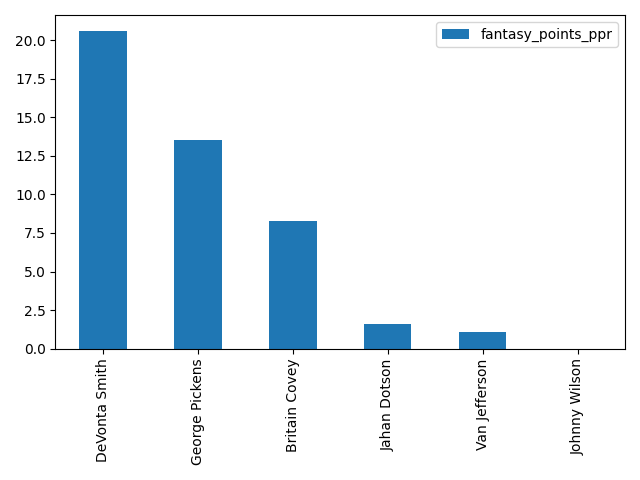 fantasy_points_ppr
20.0
17.5
15.0
12.5
10.0
7.5
5.0
2.5
0.0
DeVonta Smith
George Pickens
Britain Covey
Jahan Dotson
Van Jefferson
Johnny Wilson